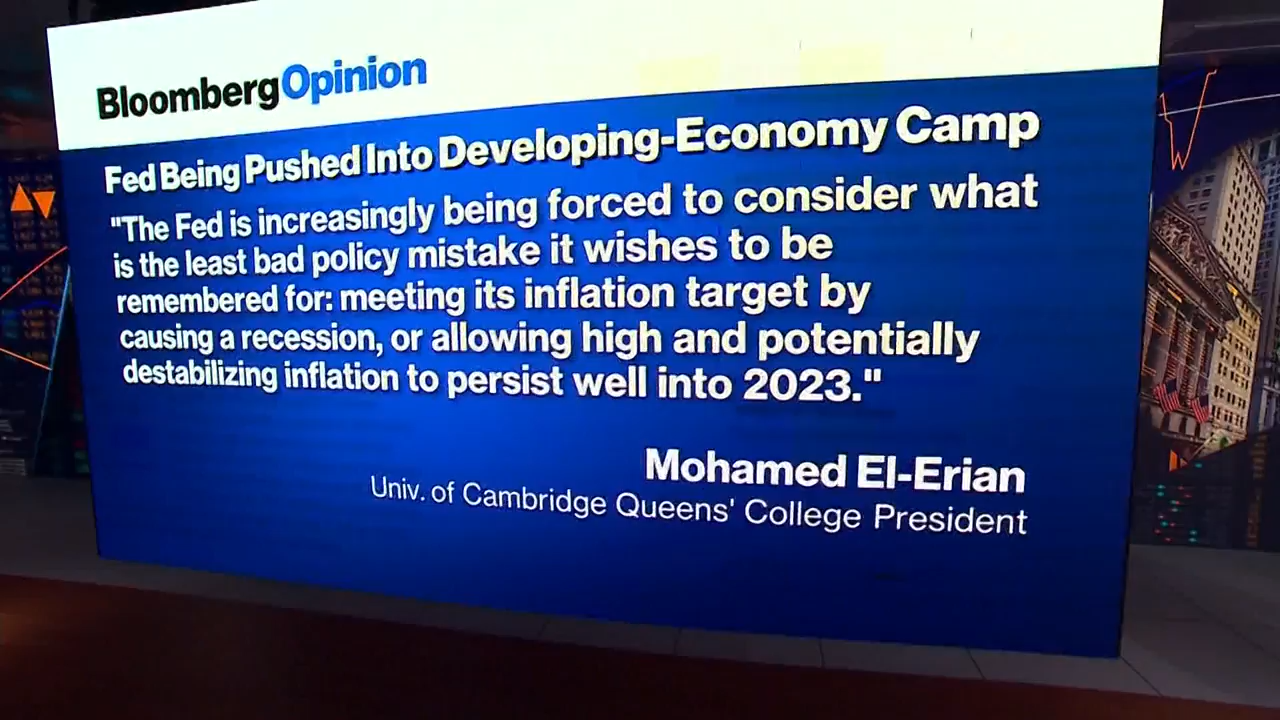 BloombergOpinion
Fed Being Pushed Into Developing-Economy Camp
"The Fed is increasingly being forced to consider what
is the least bad policy mistake it wishes to be
remembered for: meeting its inflation target by
causing a recession, or allowing high and potentially
destabilizing inflation to persist well into 2023."
Mohamed El-Erian
Univ. of Cambridge Queens' College President